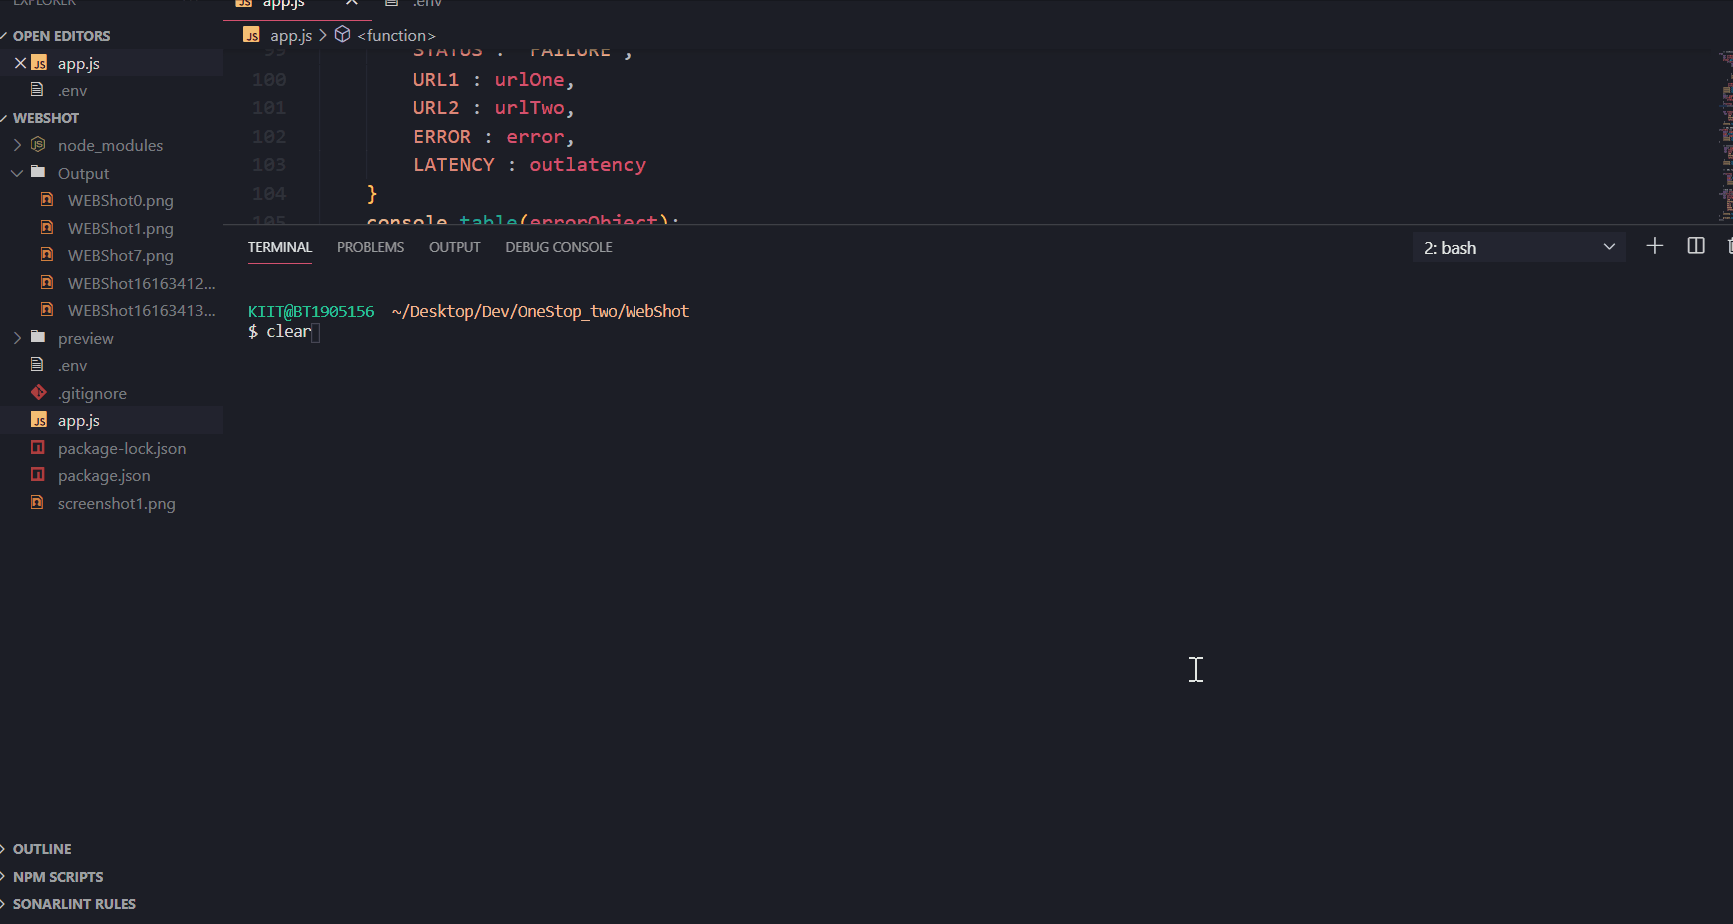 EXPLORER
OPEN EDITORS
app.js
.env
WEBSHOT
node_modules
Output
WEBShot0.png
WEBShot1.png
WEBShot7.png
WEBShot16163412...
WEBShot16163413...
preview
.env
.gitignore
app.js
package-lock.json
package.json
screenshot1.png
OUTLINE
NPM SCRIPTS
SONARLINT RULES
app.js .env
app.js > <function>
99 STATUS : FAILURE ,
100 URL1 : urlOne,
101 URL2 : urlTwo,
102 ERROR : error,
103 LATENCY : outlatency
104 }
105 console.table(errorObject);
TERMINAL PROBLEMS OUTPUT DEBUG CONSOLE 2: bash
KIIT@BT1905156 ~/Desktop/Dev/OneStop_two/WebShot
$ clear